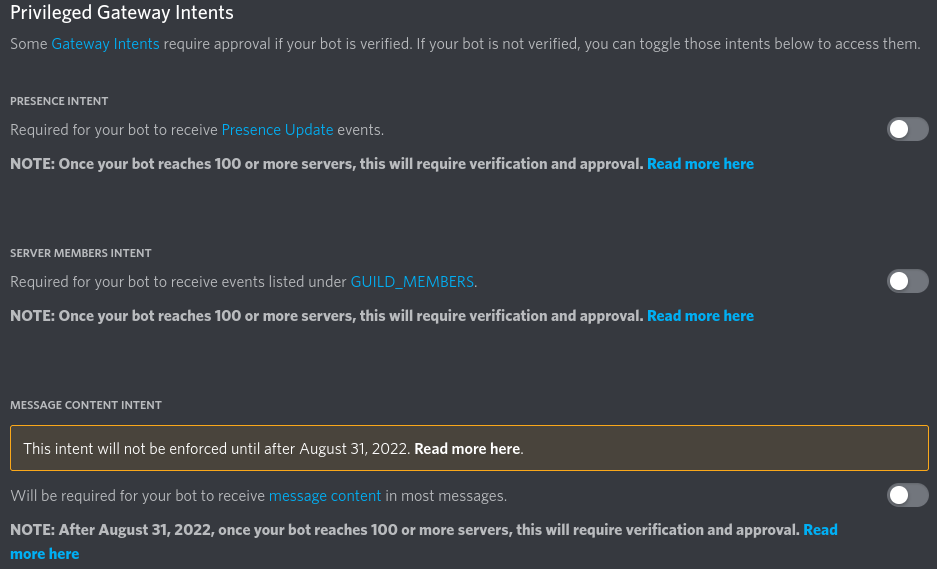 Privileged Gateway Intents
Some Gateway Intents require approval if your bot is verified. If your bot is not verified, you can toggle those intents below to access them.
PRESENCE INTENT
Required for your bot to receive Presence Update events.
NOTE: Once your bot reaches 100 or more servers, this will require verification and approval. Read more here
SERVER MEMBERS INTENT
Required for your bot to receive events listed under GUILD_MEMBERS.
NOTE: Once your bot reaches 100 or more servers, this will require verification and approval. Read more here
MESSAGE CONTENT INTENT
This intent will not be enforced until after August 31, 2022. Read more here.
Will be required for your bot to receive message content in most messages.
NOTE: After August 31, 2022, once your bot reaches 100 or more servers, this will require verification and approval. Read
more here